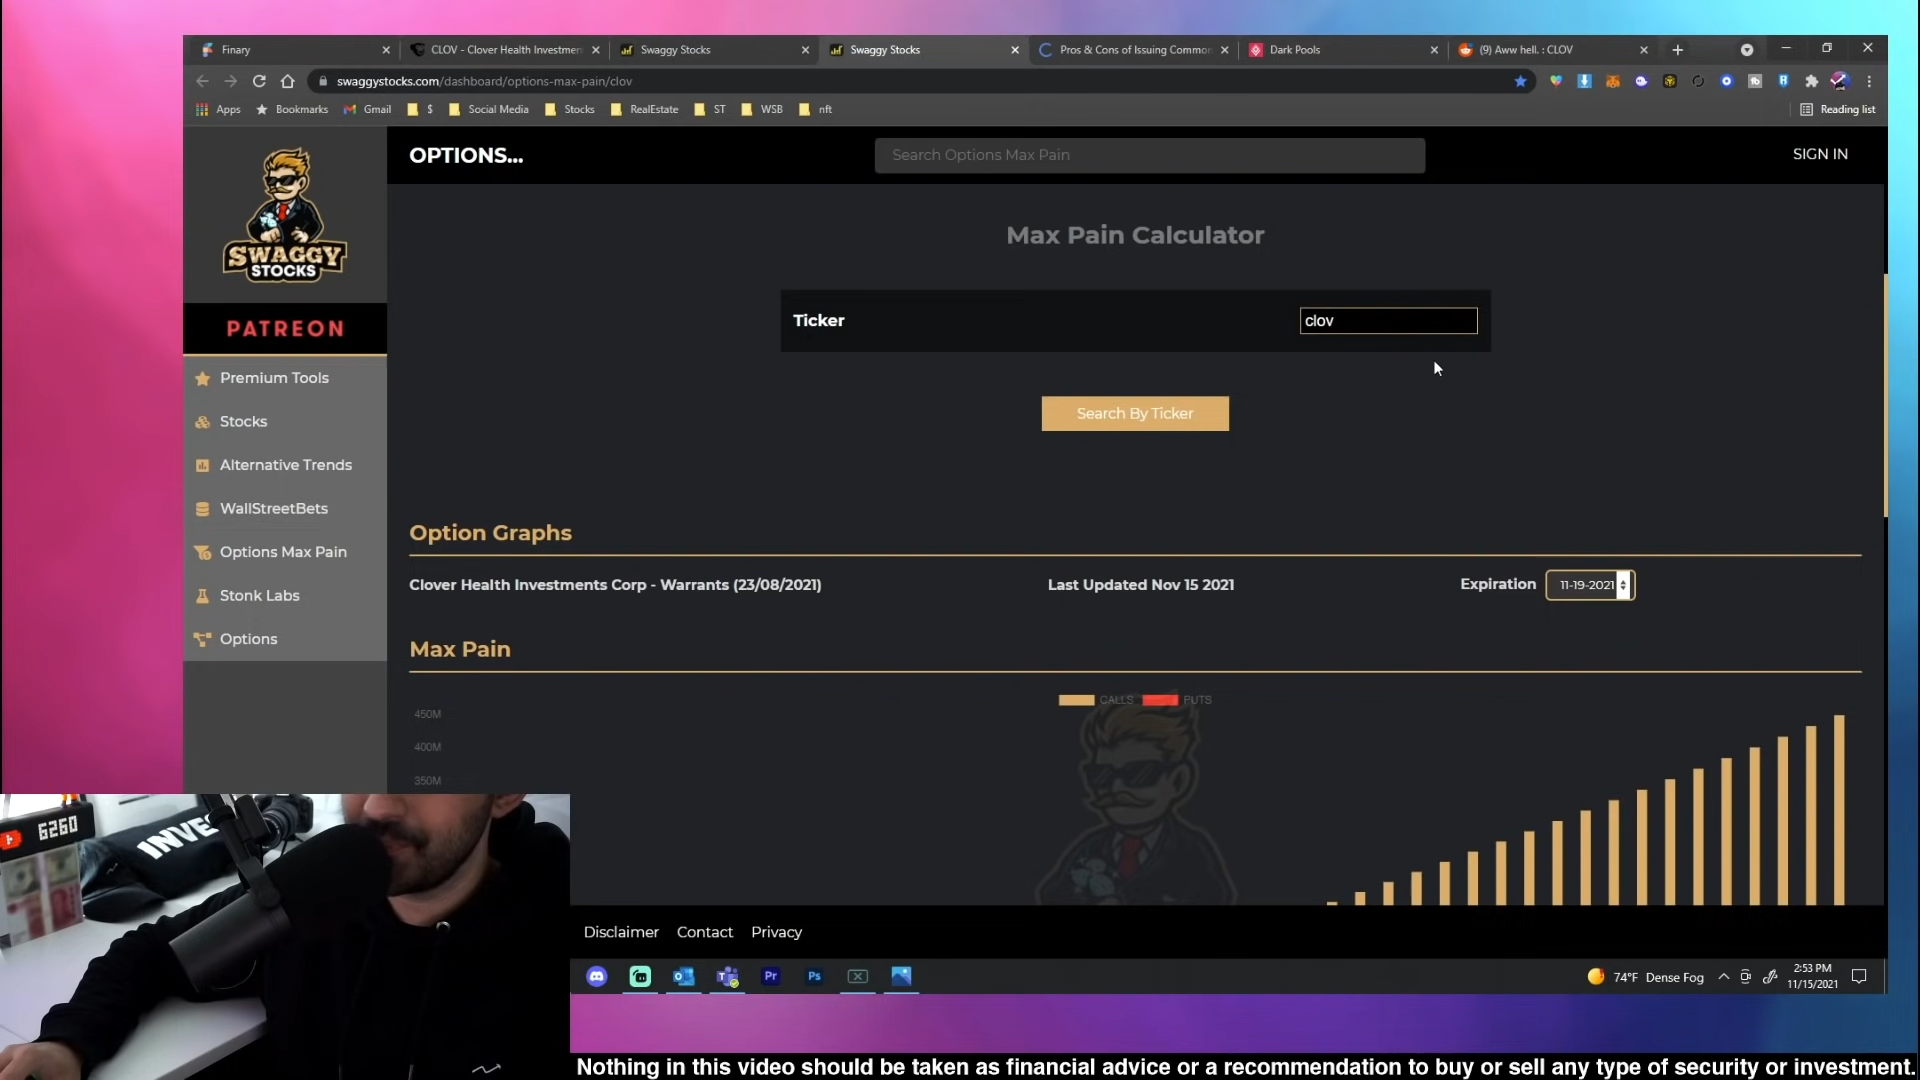 Finary
CLOV - Clover Health Investmen
Swaggy Stocks
Swaggy Stocks
Pros & Cons of Issuing Common
Dark Pools
(9) Aww hell. : CLOV
swaggystocks.com/dashboard/options-max-pain/clov
Apps
Bookmarks
Gmail
$
Social Media
Stocks
RealEstate
ST
WSB
nft
Reading list
SWAGGY
STOCKS
OPTIONS...
Search Options Max Pain
SIGN IN
PATREON
Premium Tools
Stocks
Alternative Trends
WallStreetBets
Options Max Pain
Stonk Labs
Options
Max Pain Calculator
Ticker
clov
Search By Ticker
Option Graphs
Clover Health Investments Corp - Warrants (23/08/2021)
Last Updated Nov 15 2021
Expiration
11-19-2021
Max Pain
CALLS
PUTS
450M
400M
350M
6260
INVES
Disclaimer
Contact
Privacy
Pr
Ps
74°F Dense Fog
2:53 PM
11/15/2021
Nothing in this video should be taken as financial advice or a recommendation to buy or sell any type of security or investment.